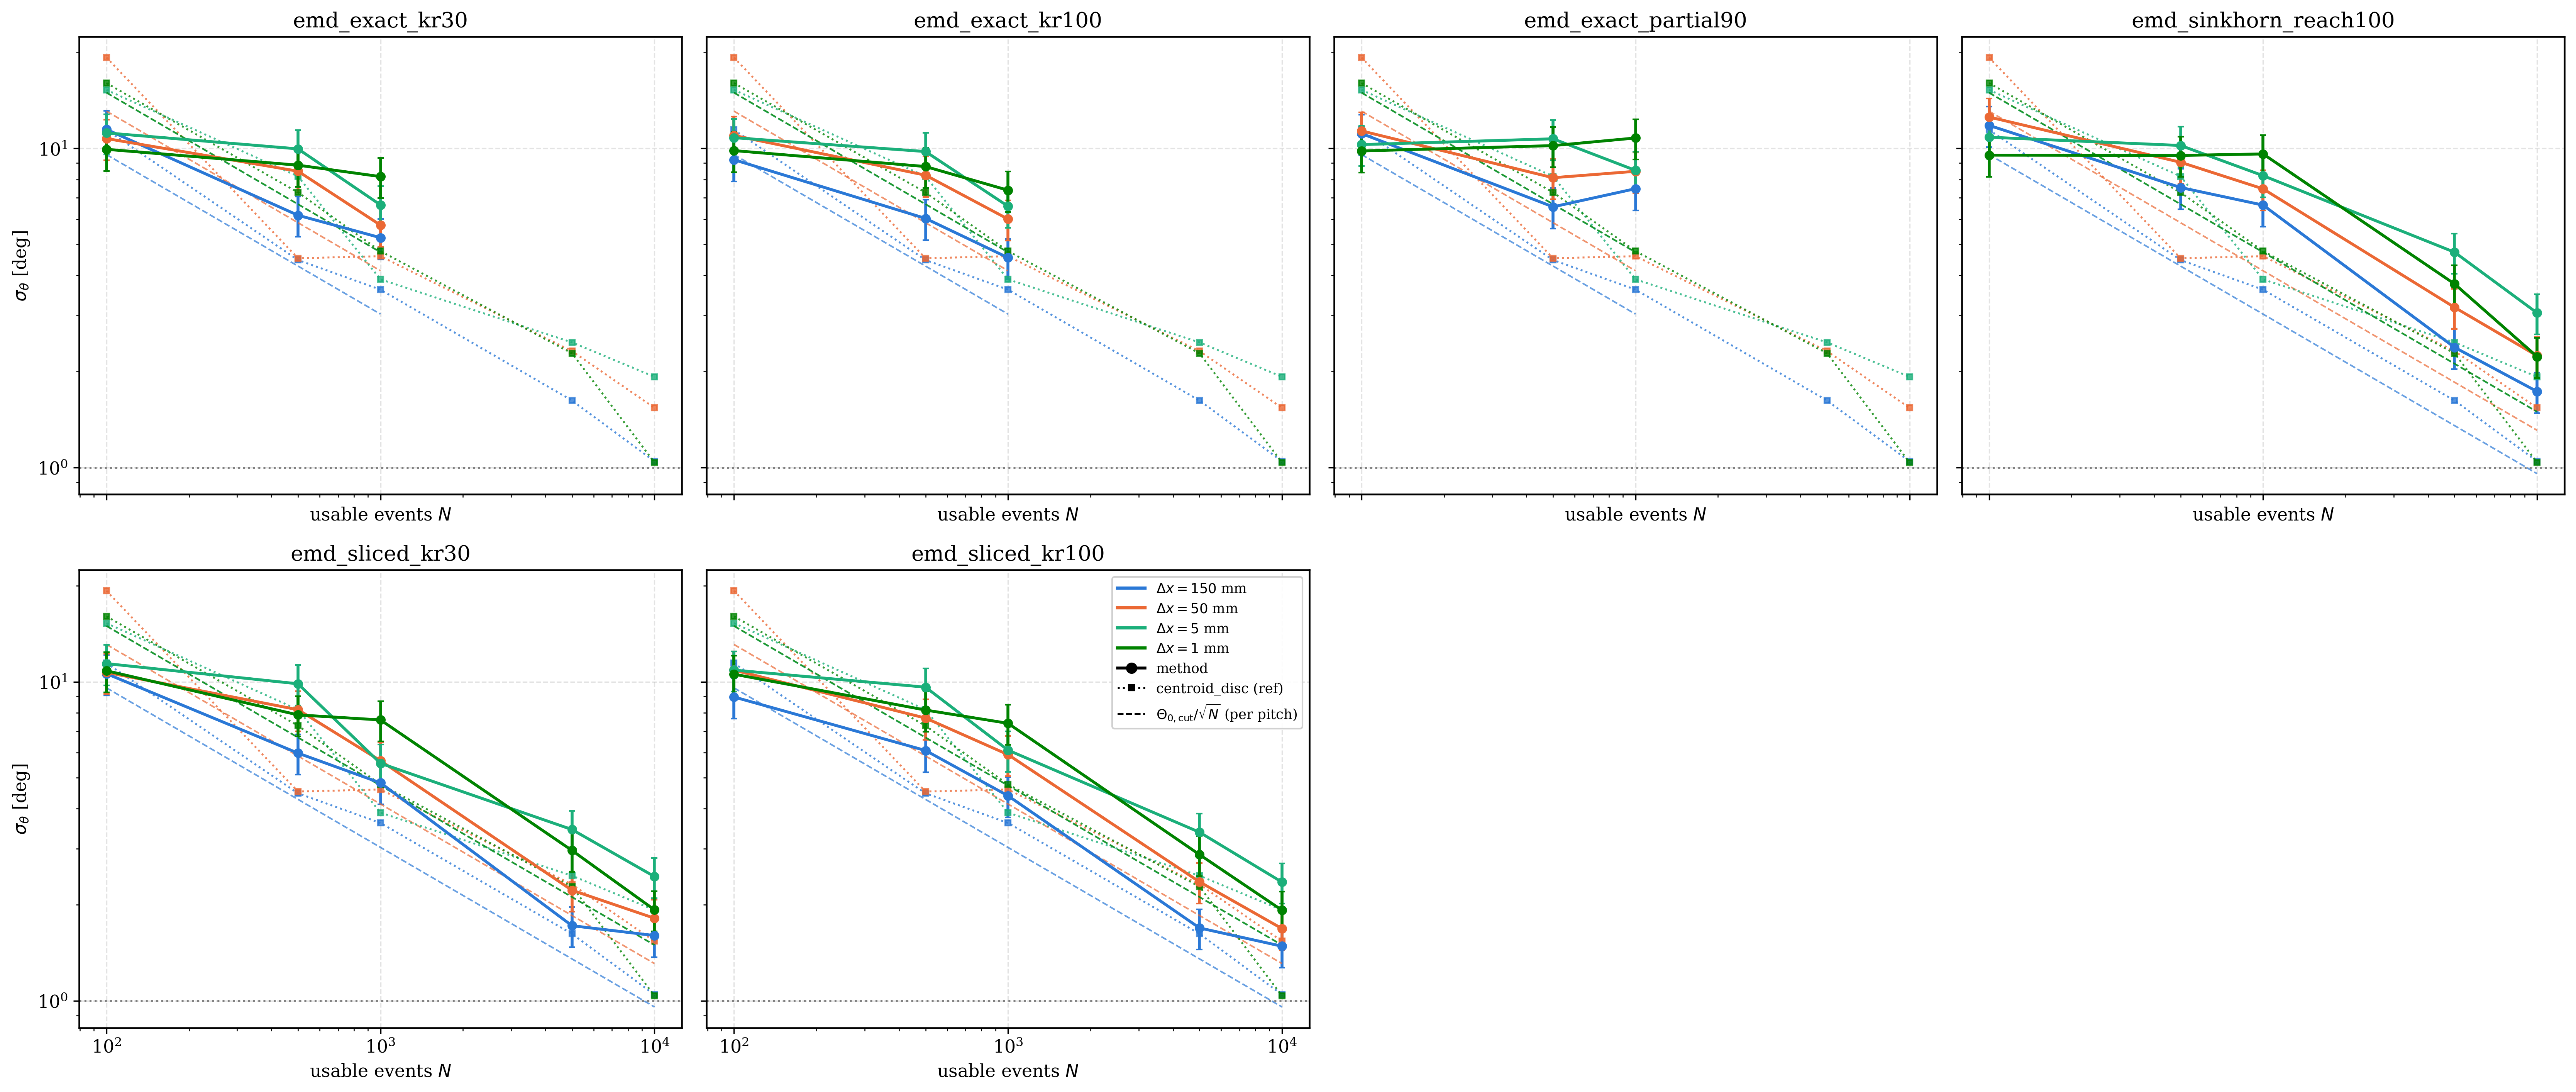 emd_exact_kr30
emd_exact_kr100
emd_exact_partial90
emd_sinkhorn_reach100
10¹
10⁰
σ_θ [deg]
usable events N
usable events N
usable events N
usable events N
emd_sliced_kr30
emd_sliced_kr100
Δx = 150 mm
Δx = 50 mm
Δx = 5 mm
Δx = 1 mm
method
centroid_disc (ref)
Θ₀,cut/√N (per pitch)
10¹
10⁰
σ_θ [deg]
10² 10³ 10⁴
10² 10³ 10⁴
usable events N
usable events N